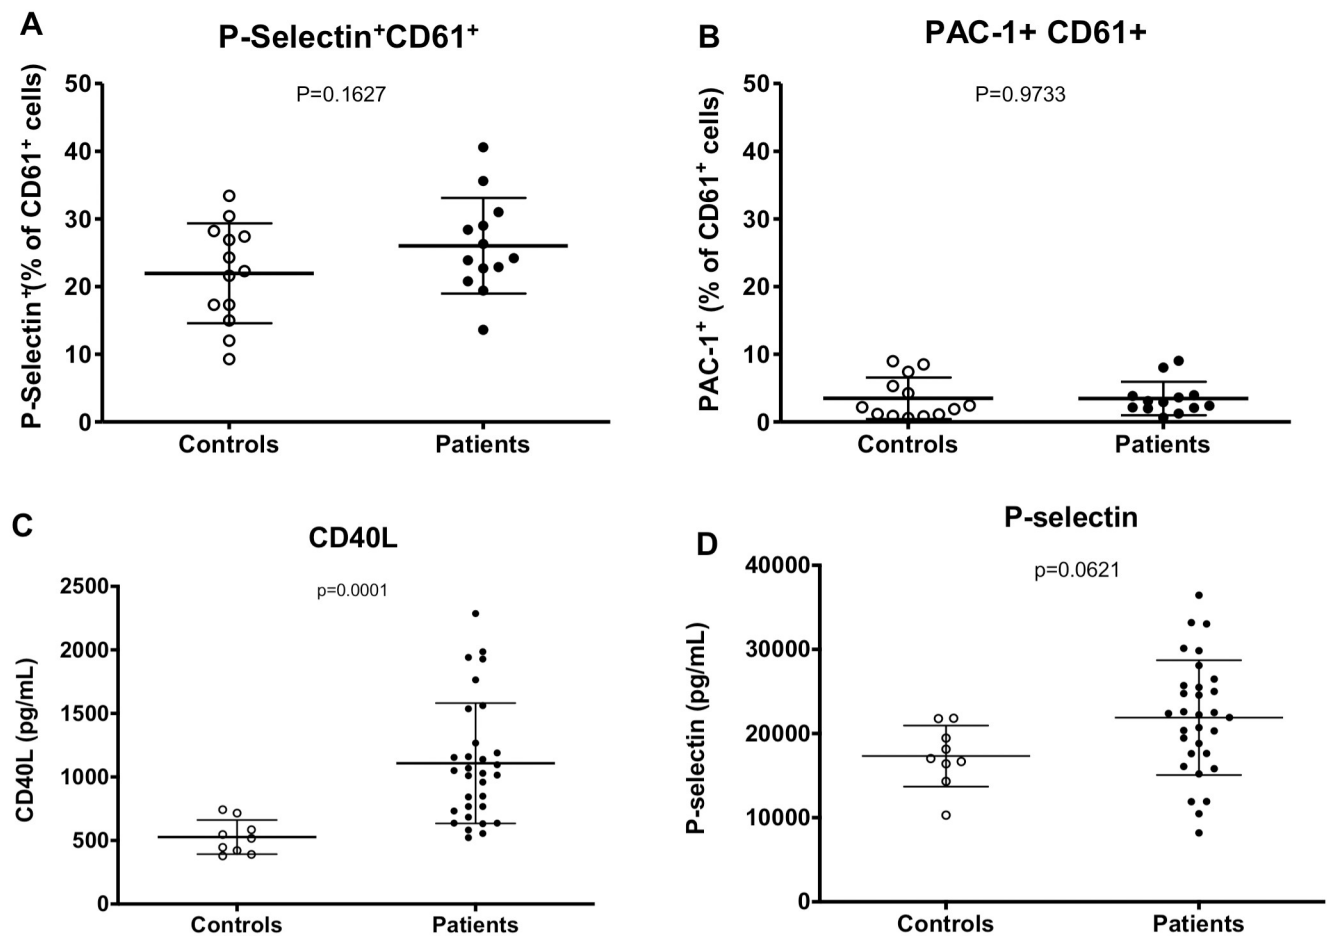 A
P-Selectin⁺CD61⁺
P-Selectin⁺(% of CD61⁺ cells)
50
40
30
20
10
0
P=0.1627
Controls
Patients
B
PAC-1+ CD61+
PAC-1⁺ (% of CD61⁺ cells)
50
40
30
20
10
0
P=0.9733
Controls
Patients
C
CD40L
CD40L (pg/mL)
2500
2000
1500
1000
500
0
p=0.0001
Controls
Patients
D
P-selectin
P-selectin (pg/mL)
40000
30000
20000
10000
0
p=0.0621
Controls
Patients